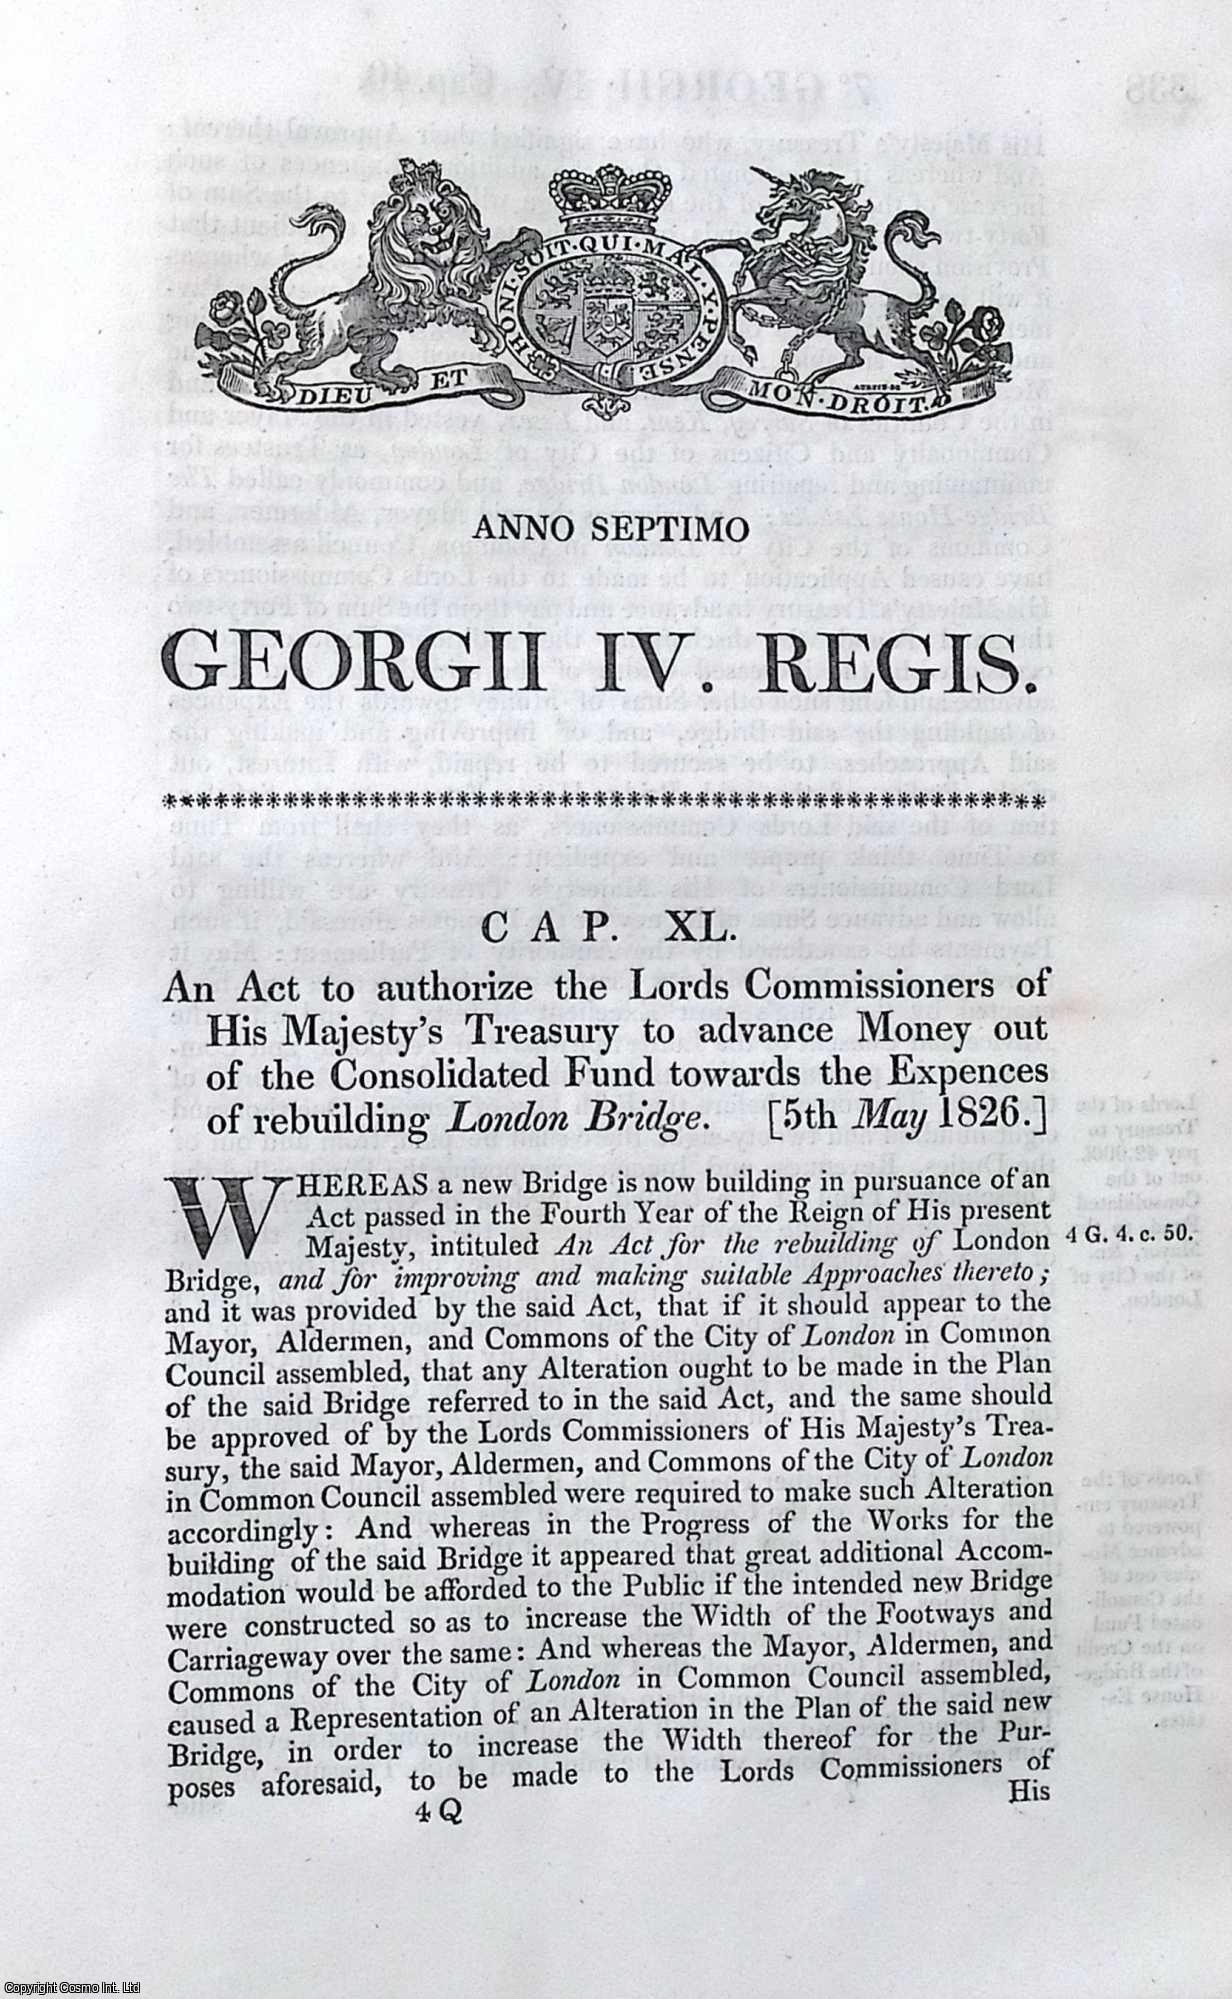 HONI·SOIT·QUI·MAL·Y·PENSE
DIEU ET MON·DROIT.
ANNO SEPTIMO
GEORGII IV. REGIS.
********************************************************
CAP. XL.
An Act to authorize the Lords Commissioners of
His Majesty's Treasury to advance Money out
of the Consolidated Fund towards the Expences
of rebuilding London Bridge. [5th May 1826.]
WHEREAS a new Bridge is now building in pursuance of an
Act passed in the Fourth Year of the Reign of His present
Majesty, intituled An Act for the rebuilding of London
4 G. 4. c. 50.
Bridge, and for improving and making suitable Approaches thereto;
and it was provided by the said Act, that if it should appear to the
Mayor, Aldermen, and Commons of the City of London in Common
Council assembled, that any Alteration ought to be made in the Plan
of the said Bridge referred to in the said Act, and the same should
be approved of by the Lords Commissioners of His Majesty's Trea-
sury, the said Mayor, Aldermen, and Commons of the City of London
in Common Council assembled were required to make such Alteration
accordingly: And whereas in the Progress of the Works for the
building of the said Bridge it appeared that great additional Accom-
modation would be afforded to the Public if the intended new Bridge
were constructed so as to increase the Width of the Footways and
Carriageway over the same: And whereas the Mayor, Aldermen, and
Commons of the City of London in Common Council assembled,
caused a Representation of an Alteration in the Plan of the said new
Bridge, in order to increase the Width thereof for the Pur-
poses aforesaid, to be made to the Lords Commissioners of
4 Q
His
Copyright Cosmo Int. Ltd